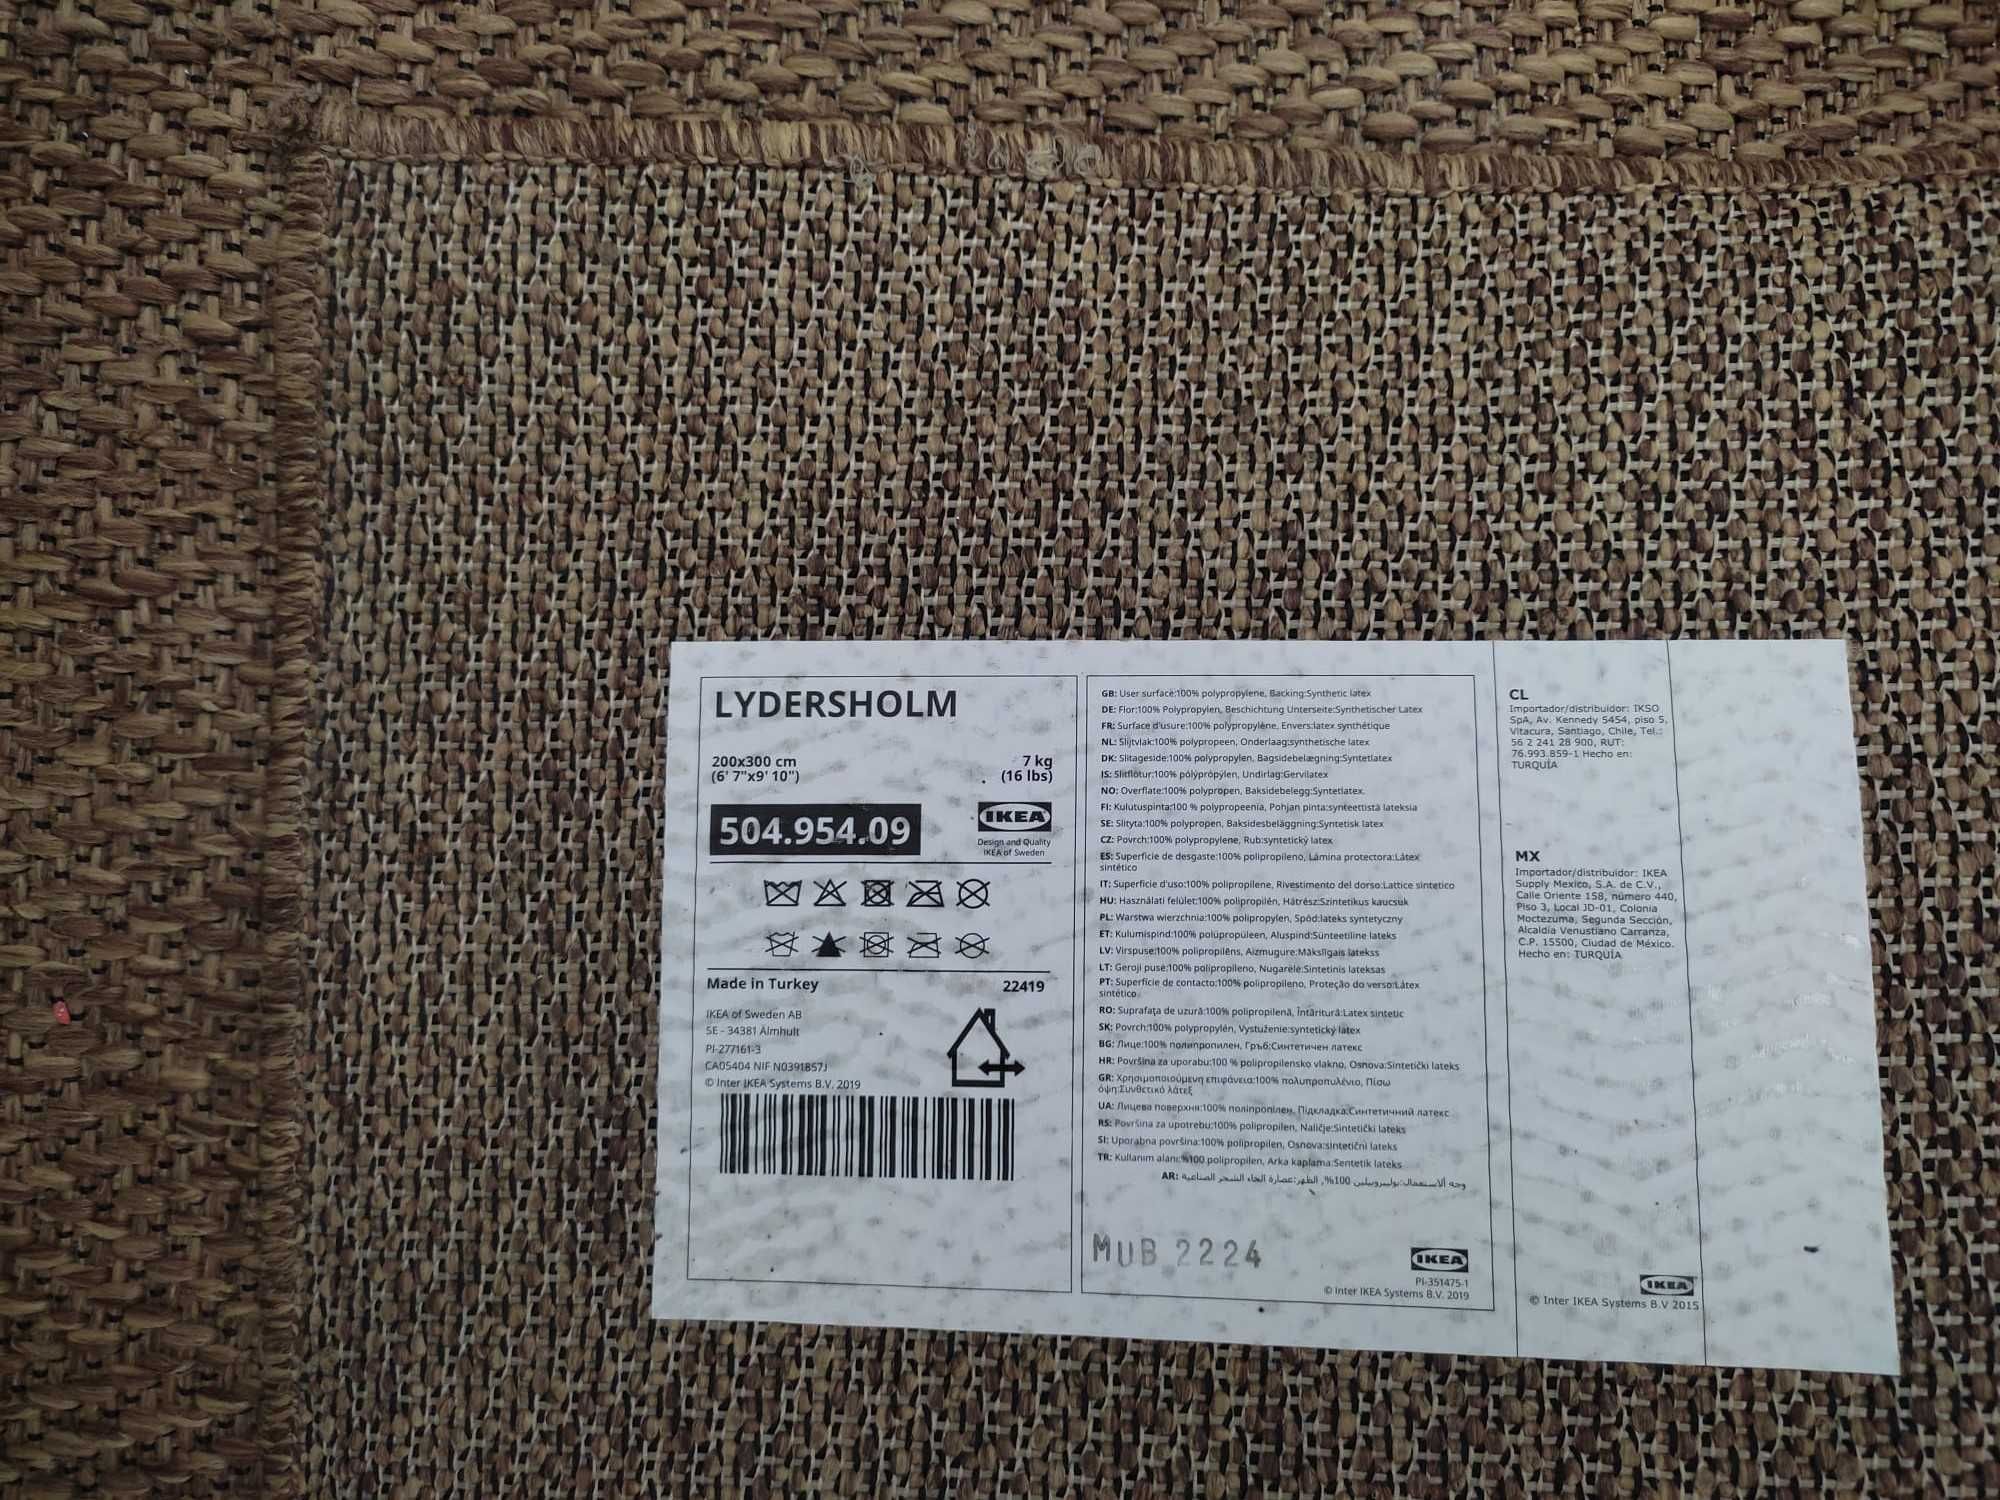 LYDERSHOLM
200x300 cm 7 kg
(6' 7"x9' 10") (16 lbs)
504.954.09
IKEA
Design and Quality
IKEA of Sweden
Made in Turkey 22419
IKEA of Sweden AB
SE - 34381 Älmhult
PI-277161-3
CA05404 NIF N0391857J
© Inter IKEA Systems B.V. 2019
GB: User surface:100% polypropylene, Backing:Synthetic latex
DE: Flor:100% Polypropylen, Beschichtung Unterseite:Synthetischer Latex
FR: Surface d'usure:100% polypropylène, Envers:latex synthétique
NL: Slijtvlak:100% polypropeen, Onderlaag:synthetische latex
DK: Slitageside:100% polypropylen, Bagsidebelægning:Syntetlatex
IS: Slitflötur:100% pólýprópýlen, Undirlag:Gervilatex
NO: Overflate:100% polypropen, Baksidebelegg:Syntetlatex.
FI: Kulutuspinta:100 % polypropeenia, Pohjan pinta:synteettistä lateksia
SE: Slityta:100% polypropen, Baksidesbeläggning:Syntetisk latex
CZ: Povrch:100% polypropylene, Rub:syntetický latex
ES: Superficie de desgaste:100% polipropileno, Lámina protectora:Látex
sintético
IT: Superficie d'uso:100% polipropilene, Rivestimento del dorso:Lattice sintetico
HU: Használati felület:100% polipropilén, Hátrész:Szintetikus kaucsuk
PL: Warstwa wierzchnia:100% polipropylen, Spód:lateks syntetyczny
ET: Kulumispind:100% polüpropüleen, Aluspind:Sünteetiline lateks
LV: Virspuse:100% polipropilēns, Aizmugure:Mākslīgais latekss
LT: Geroji pusė:100% polipropileno, Nugarėlė:Sintetinis lateksas
PT: Superfície de contacto:100% polipropileno, Proteção do verso:Látex
sintético.
RO: Suprafaţa de uzură:100% polipropilenă, Întăritură:Latex sintetic
SK: Povrch:100% polypropylén, Vystuženie:syntetický latex
BG: Лице:100% полипропилен, Гръб:Синтетичен латекс
HR: Površina za uporabu:100 % polipropilensko vlakno, Osnova:Sintetički lateks
GR: Χρησιμοποιούμενη επιφάνεια:100% πολυπροπυλένιο, Πίσω
όψη:Συνθετικό λάτεξ
UA: Лицева поверхня:100% поліпропілен, Підкладка:Синтетичний латекс
RS: Površina za upotrebu:100% polipropilen, Naličje:Sintetički lateks
SI: Uporabna površina:100% polipropilen, Osnova:sintetični lateks
TR: Kullanım alanı:%100 polipropilen, Arka kaplama:Sentetik lateks
AR: وجه الاستعمال:بوليبروبيلين 100%, الظهر:عصارة لحاء الشجر الصناعية
MUB 2224
IKEA
PI-351475-1
© Inter IKEA Systems B.V. 2019
CL
Importador/distribuidor: IKSO
SpA, Av. Kennedy 5454, piso 5,
Vitacura, Santiago, Chile, Tel.:
56 2 241 28 900, RUT:
76.993.859-1 Hecho en:
TURQUÍA
MX
Importador/distribuidor: IKEA
Supply Mexico, S.A. de C.V.,
Calle Oriente 158, número 440,
Piso 3, Local JD-01, Colonia
Moctezuma, Segunda Sección,
Alcaldía Venustiano Carranza,
C.P. 15500, Ciudad de México.
Hecho en: TURQUÍA
IKEA
© Inter IKEA Systems B.V 2015